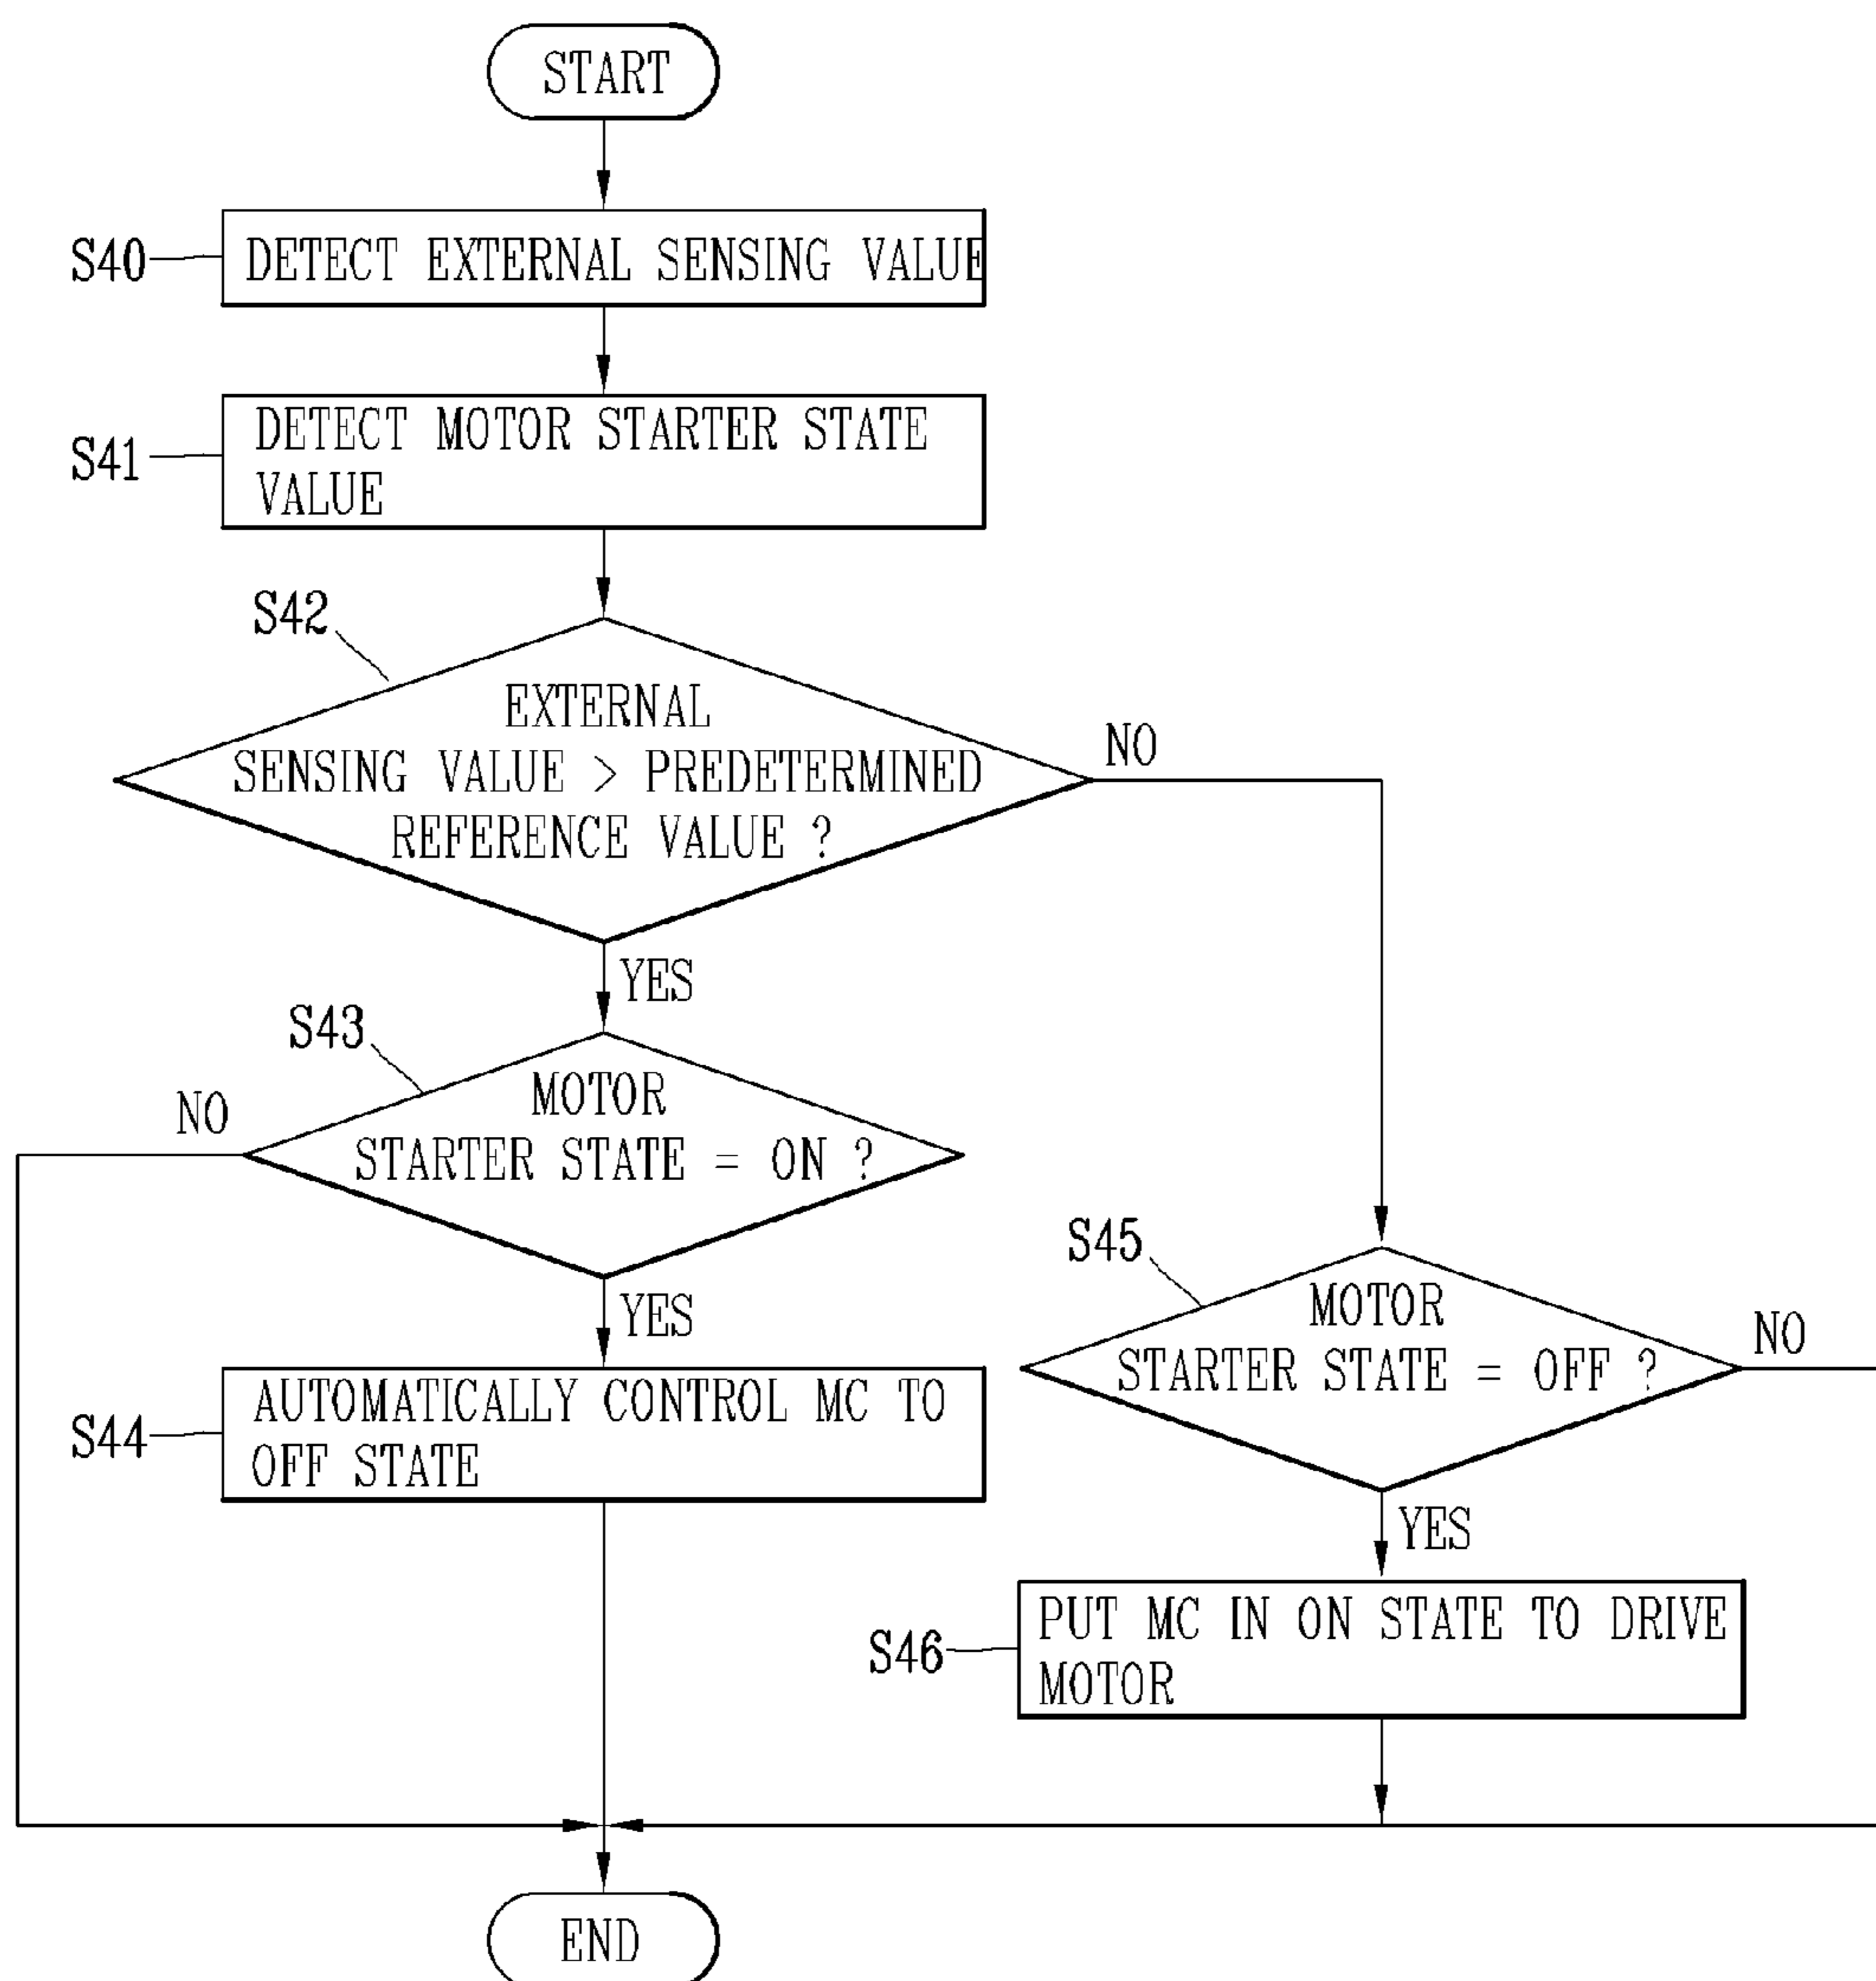 START
S40
DETECT EXTERNAL SENSING VALUE
S41
DETECT MOTOR STARTER STATE
VALUE
S42
EXTERNAL
SENSING VALUE > PREDETERMINED
REFERENCE VALUE ?
NO
YES
S43
MOTOR
STARTER STATE = ON ?
NO
YES
S44
AUTOMATICALLY CONTROL MC TO
OFF STATE
S45
MOTOR
STARTER STATE = OFF ?
NO
YES
S46
PUT MC IN ON STATE TO DRIVE
MOTOR
END